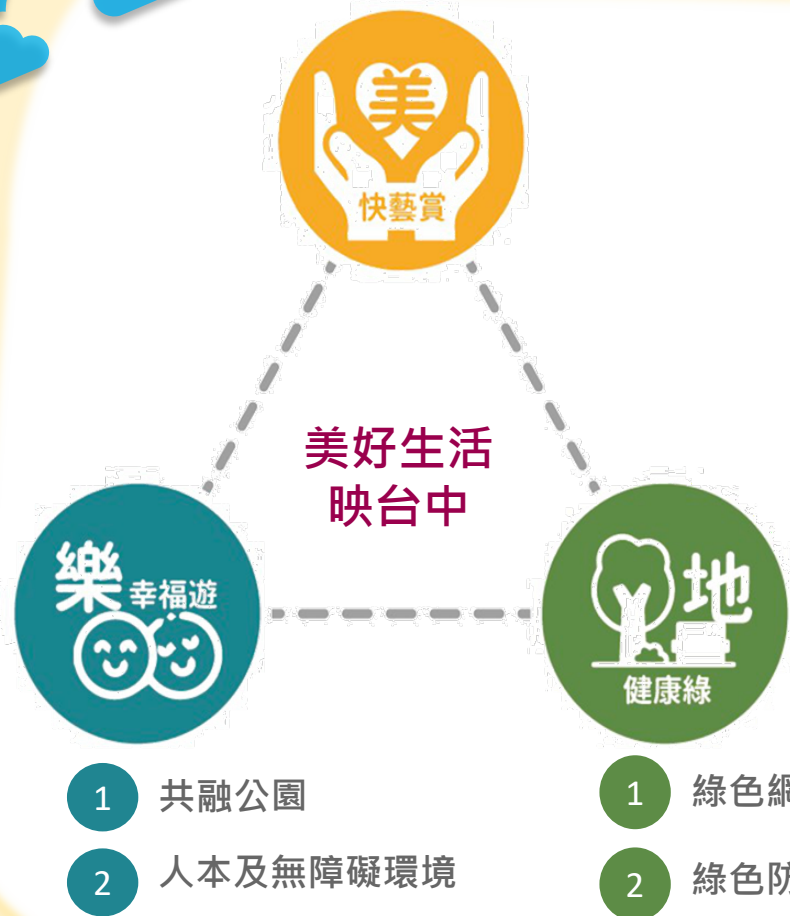 美
快藝賞
美好生活
映台中
樂幸福遊
地
健康綠
1 共融公園
2 人本及無障礙環境
1 綠色網
2 綠色防